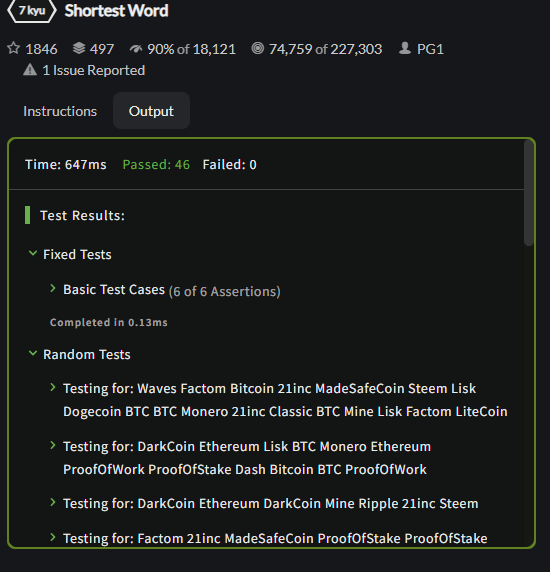 7 kyu Shortest Word
1846 497 90% of 18,121 74,759 of 227,303 PG1
1 Issue Reported
Instructions Output
Time: 647ms Passed: 46 Failed: 0
Test Results:
Fixed Tests
Basic Test Cases (6 of 6 Assertions)
Completed in 0.13ms
Random Tests
Testing for: Waves Factom Bitcoin 21inc MadeSafeCoin Steem Lisk
Dogecoin BTC BTC Monero 21inc Classic BTC Mine Lisk Factom LiteCoin
Testing for: DarkCoin Ethereum Lisk BTC Monero Ethereum
ProofOfWork ProofOfStake Dash Bitcoin BTC ProofOfWork
Testing for: DarkCoin Ethereum DarkCoin Mine Ripple 21inc Steem
Testing for: Factom 21inc MadeSafeCoin ProofOfStake ProofOfStake